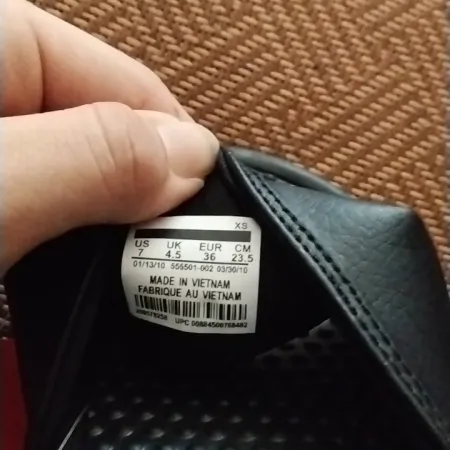 XS
US UK EUR CM
7 4.5 36 23.5
01/13/10 555501-002 03/30/10
MADE IN VIETNAM
FABRIQUE AU VIETNAM
UPC